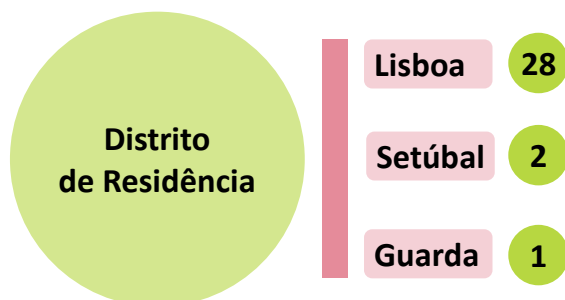 Distrito
de Residência
Lisboa 28
Setúbal 2
Guarda 1